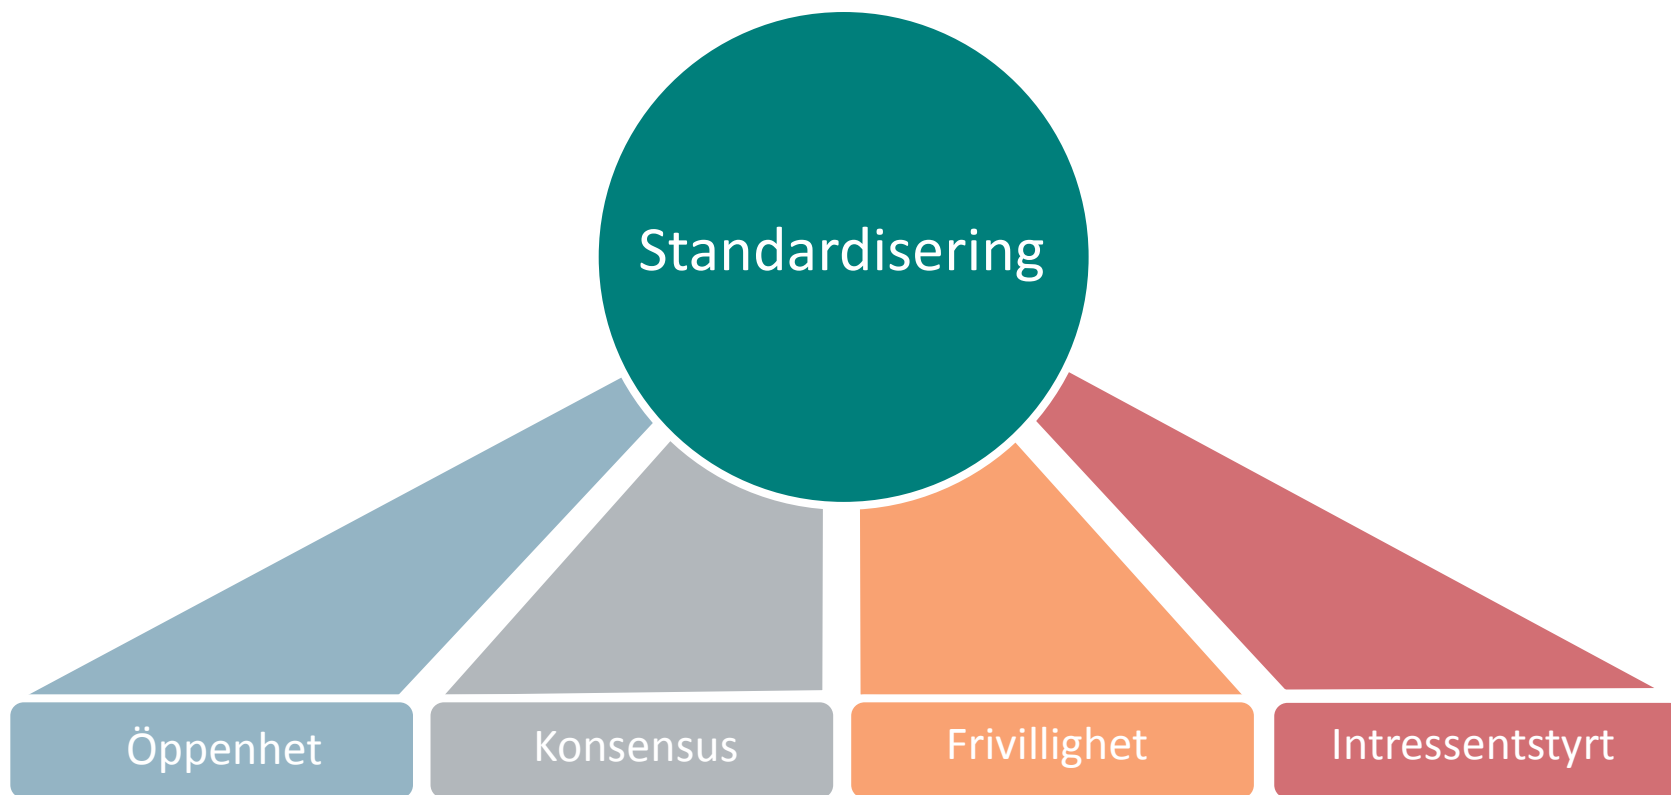 Standardisering
Öppenhet
Konsensus
Frivillighet
Intressentstyrt